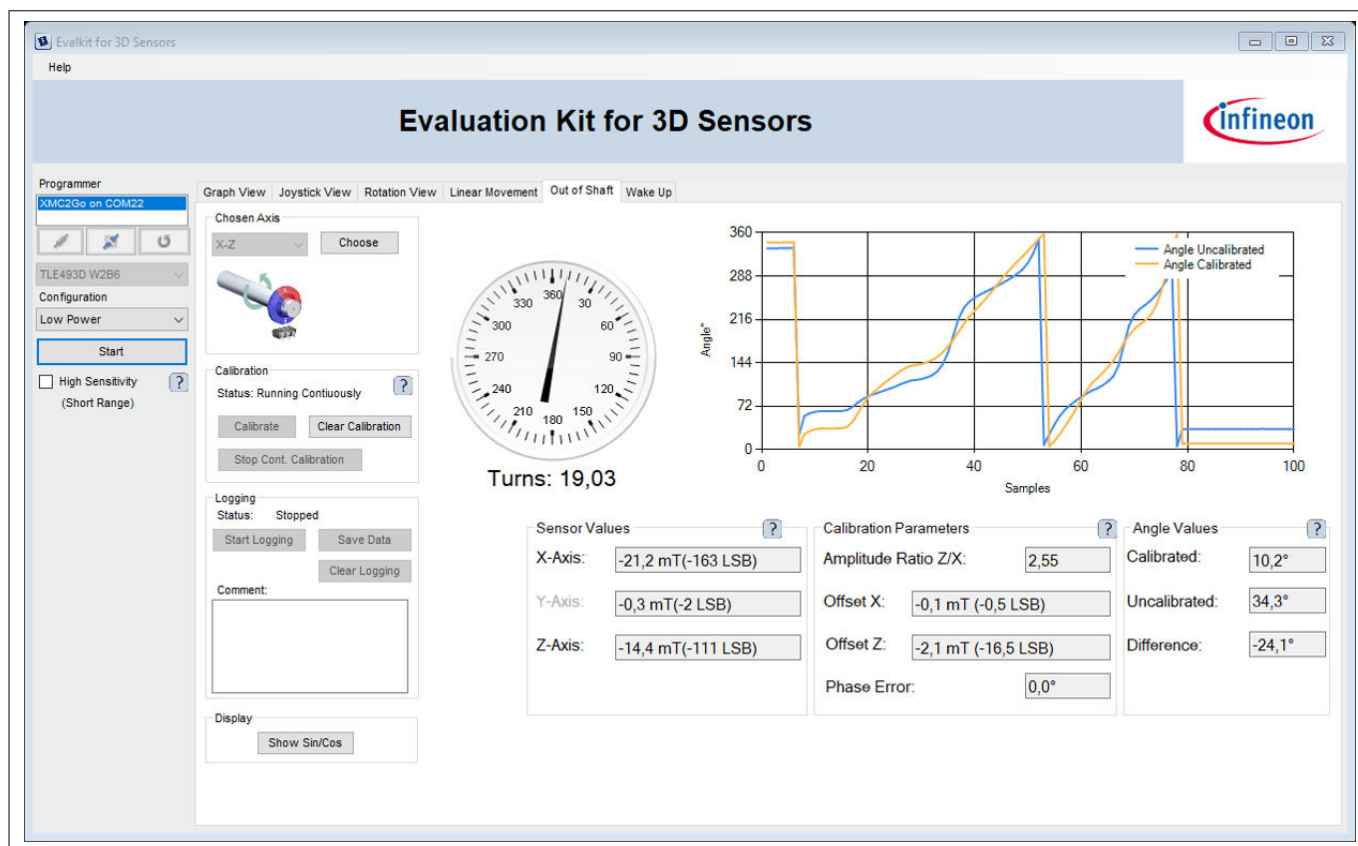 Evalkit for 3D Sensors
Help
Evaluation Kit for 3D Sensors
infineon
Programmer
XMC2Go on COM22
TLE493D W2B6
Configuration
Low Power
Start
High Sensitivity
(Short Range)
?
Graph View Joystick View Rotation View Linear Movement Out of Shaft Wake Up
Chosen Axis
X-Z Choose
Calibration
Status: Running Contiuously ?
Calibrate Clear Calibration
Stop Cont. Calibration
Logging
Status: Stopped
Start Logging Save Data
Clear Logging
Comment:
Display
Show Sin/Cos
360 30 60 90 120 150 180 210 240 270 300 330
Turns: 19,03
Angle°
360
288
216
144
72
0
0 20 40 60 80 100
Samples
Angle Uncalibrated
Angle Calibrated
Sensor Values ?
X-Axis: -21,2 mT(-163 LSB)
Y-Axis: -0,3 mT(-2 LSB)
Z-Axis: -14,4 mT(-111 LSB)
Calibration Parameters ?
Amplitude Ratio Z/X: 2,55
Offset X: -0,1 mT (-0,5 LSB)
Offset Z: -2,1 mT (-16,5 LSB)
Phase Error: 0,0°
Angle Values ?
Calibrated: 10,2°
Uncalibrated: 34,3°
Difference: -24,1°